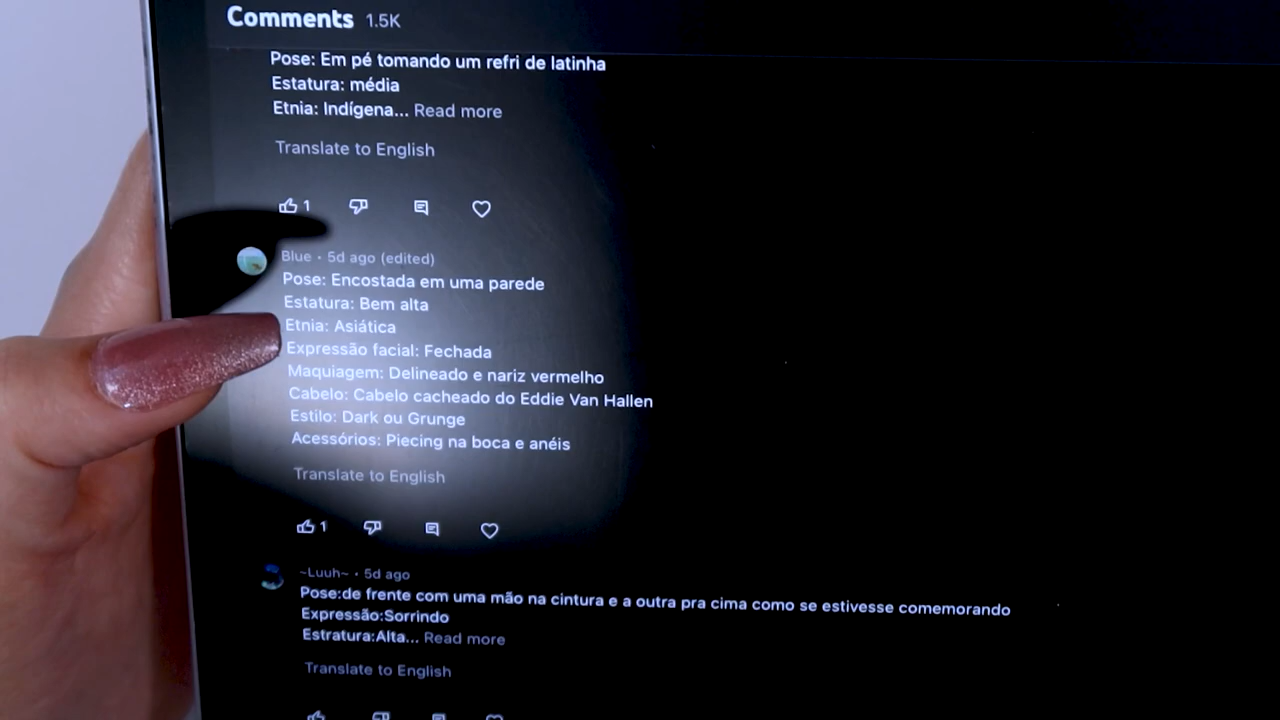 Comments 1.5K
Pose: Em pé tomando um refri de latinha
Estatura: média
Etnia: Indígena... Read more
Translate to English
1
Blue • 5d ago (edited)
Pose: Encostada em uma parede
Estatura: Bem alta
Etnia: Asiática
Expressão facial: Fechada
Maquiagem: Delineado e nariz vermelho
Cabelo: Cabelo cacheado do Eddie Van Hallen
Estilo: Dark ou Grunge
Acessórios: Piecing na boca e anéis
Translate to English
1
~Luuh~ • 5d ago
Pose:de frente com uma mão na cintura e a outra pra cima como se estivesse comemorando
Expressão:Sorrindo
Estratura:Alta... Read more
Translate to English